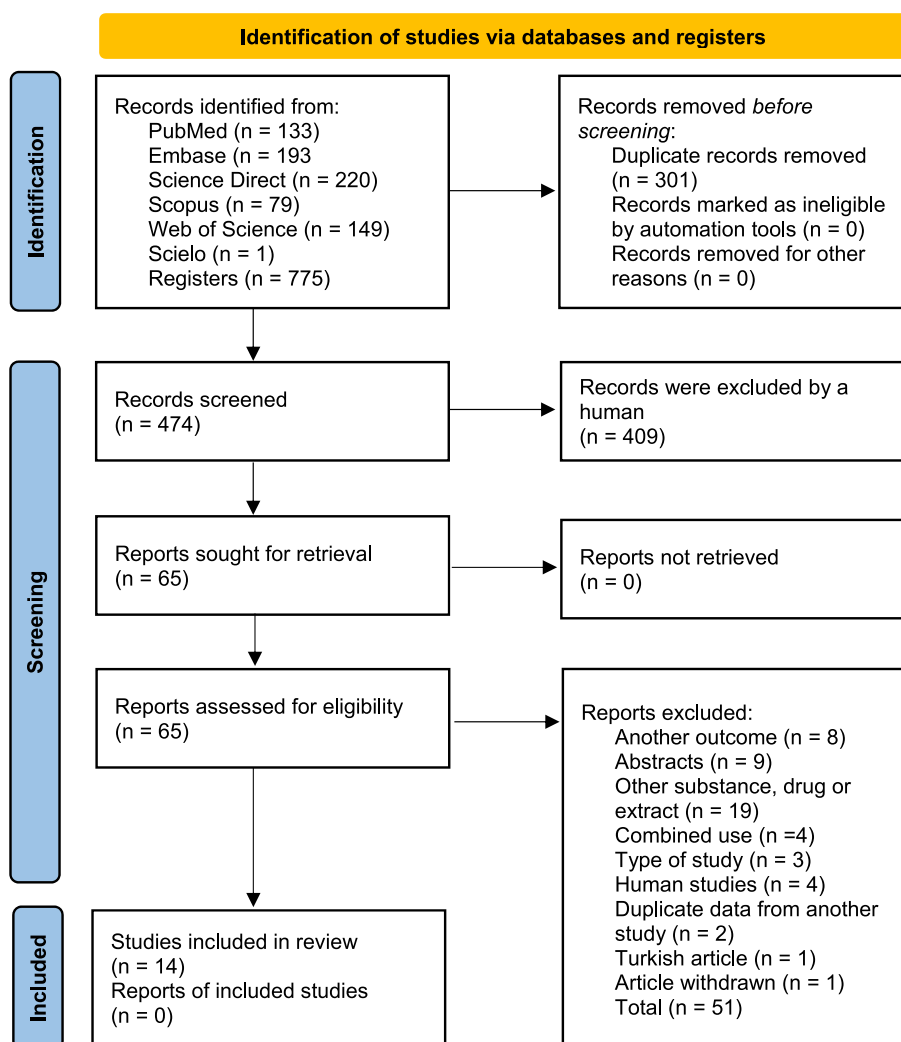 Identification of studies via databases and registers
Identification
Records identified from:
PubMed (n = 133)
Embase (n = 193
Science Direct (n = 220)
Scopus (n = 79)
Web of Science (n = 149)
Scielo (n = 1)
Registers (n = 775)
Records removed before
screening:
Duplicate records removed
(n = 301)
Records marked as ineligible
by automation tools (n = 0)
Records removed for other
reasons (n = 0)
Screening
Records screened
(n = 474)
Records were excluded by a
human
(n = 409)
Reports sought for retrieval
(n = 65)
Reports not retrieved
(n = 0)
Reports assessed for eligibility
(n = 65)
Reports excluded:
Another outcome (n = 8)
Abstracts (n = 9)
Other substance, drug or
extract (n = 19)
Combined use (n =4)
Type of study (n = 3)
Human studies (n = 4)
Duplicate data from another
study (n = 2)
Turkish article (n = 1)
Article withdrawn (n = 1)
Total (n = 51)
Included
Studies included in review
(n = 14)
Reports of included studies
(n = 0)